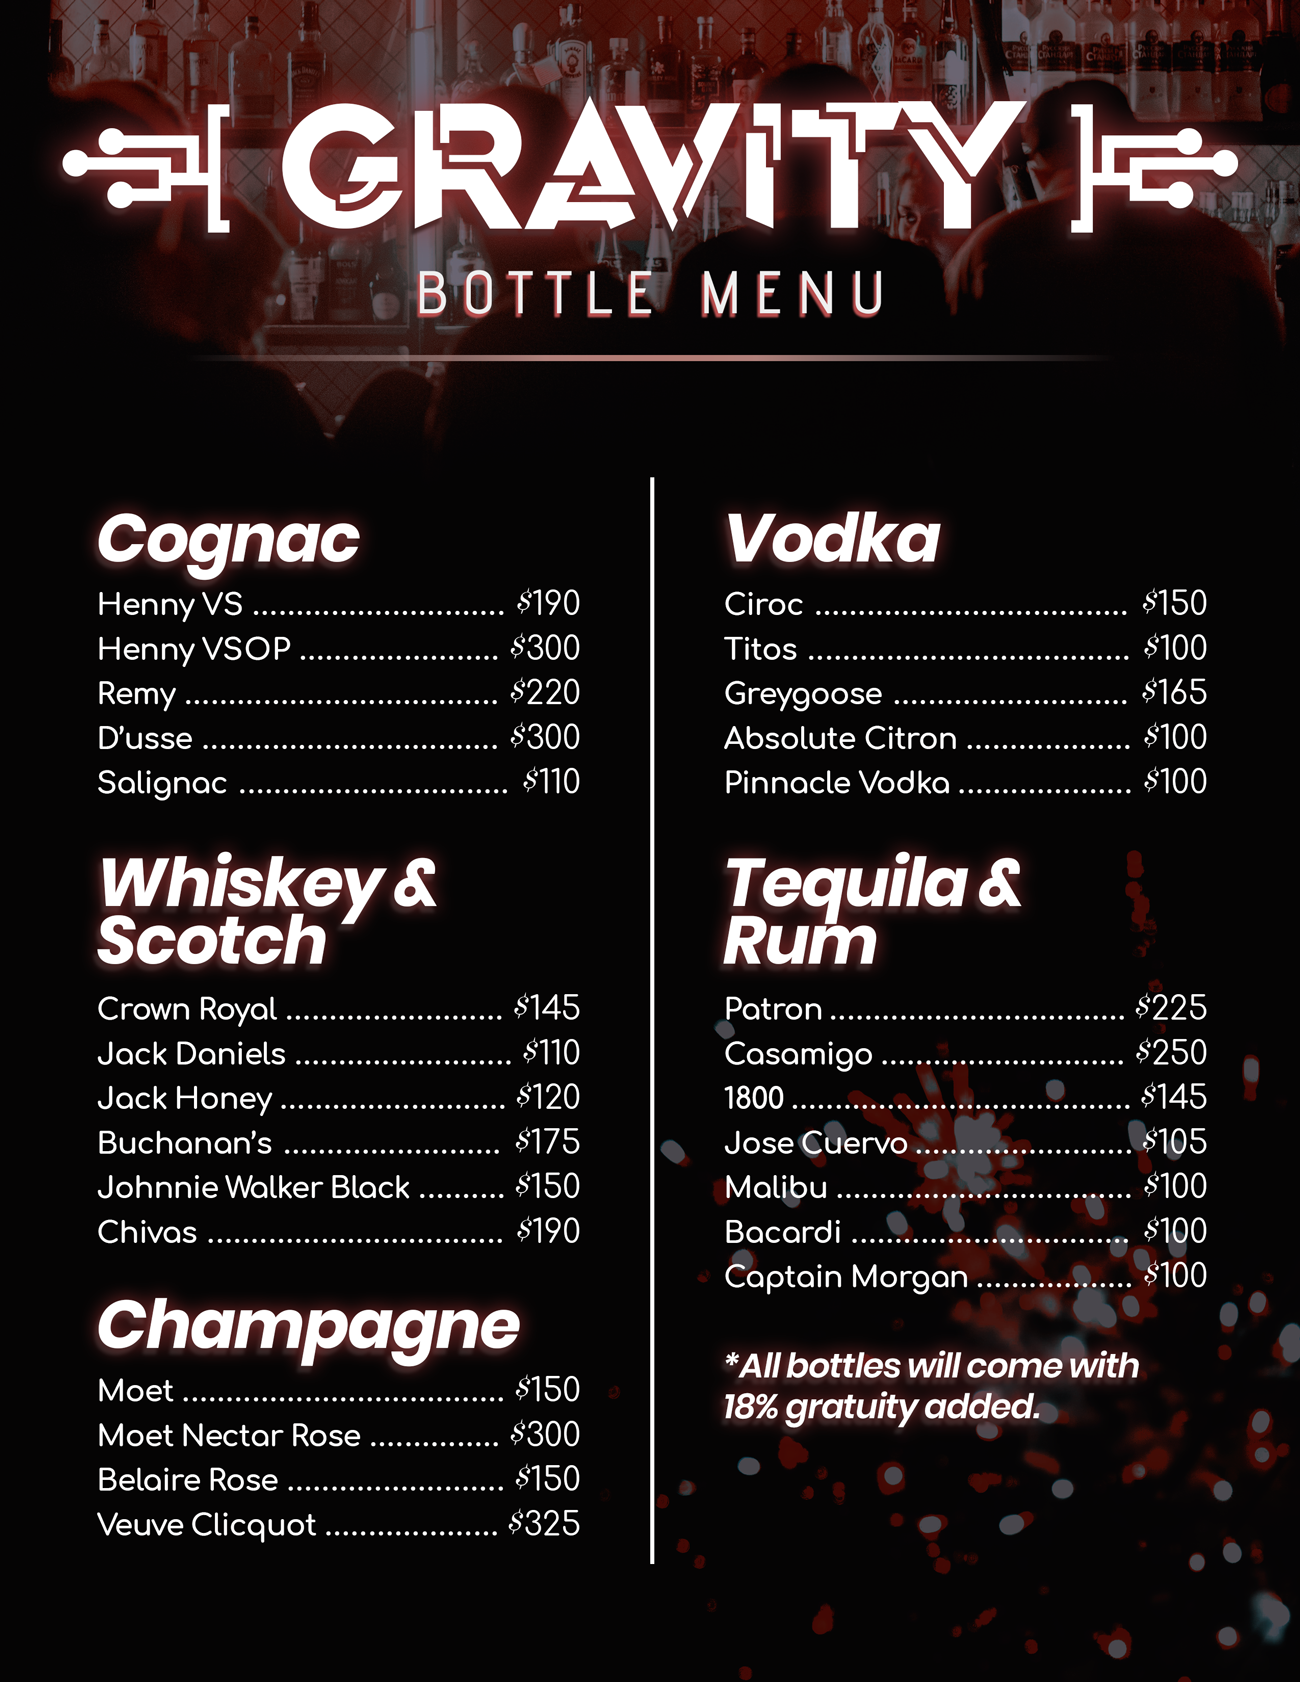 GRAVITY
BOTTLE MENU
Cognac
Henny VS ............................. $190
Henny VSOP ....................... $300
Remy .................................... $220
D'usse .................................. $300
Salignac ............................... $110
Whiskey &
Scotch
Crown Royal ......................... $145
Jack Daniels ......................... $110
Jack Honey .......................... $120
Buchanan's ......................... $175
Johnnie Walker Black .......... $150
Chivas .................................. $190
Champagne
Moet ..................................... $150
Moet Nectar Rose ............... $300
Belaire Rose ......................... $150
Veuve Clicquot .................... $325
Vodka
Ciroc .................................... $150
Titos ..................................... $100
Greygoose ........................... $165
Absolute Citron ................... $100
Pinnacle Vodka .................... $100
Tequila &
Rum
Patron .................................. $225
Casamigo ............................ $250
1800 ....................................... $145
Jose Cuervo ......................... $105
Malibu .................................. $100
Bacardi ................................ $100
Captain Morgan .................. $100
*All bottles will come with
18% gratuity added.